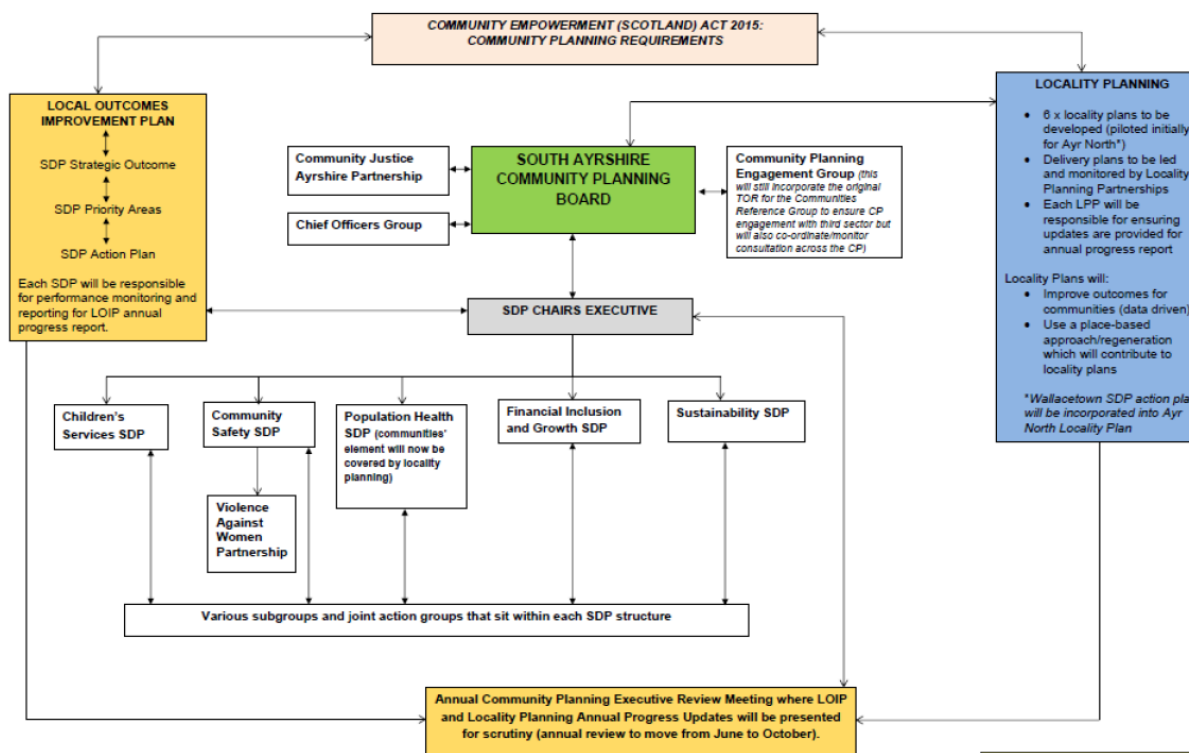 COMMUNITY EMPOWERMENT (SCOTLAND) ACT 2015:
COMMUNITY PLANNING REQUIREMENTS
LOCAL OUTCOMES
IMPROVEMENT PLAN
SDP Strategic Outcome
SDP Priority Areas
SDP Action Plan
Each SDP will be responsible
for performance monitoring and
reporting for LOIP annual
progress report.
Community Justice
Ayrshire Partnership
Chief Officers Group
SOUTH AYRSHIRE
COMMUNITY PLANNING
BOARD
Community Planning
Engagement Group (this
will still incorporate the original
TOR for the Communities
Reference Group to ensure CP
engagement with third sector but
will also co-ordinate/monitor
consultation across the CP)
LOCALITY PLANNING
• 6 x locality plans to be
developed (piloted initially
for Ayr North*)
• Delivery plans to be led
and monitored by Locality
Planning Partnerships
• Each LPP will be
responsible for ensuring
updates are provided for
annual progress report
Locality Plans will:
• Improve outcomes for
communities (data driven)
• Use a place-based
approach/regeneration
which will contribute to
locality plans
*Wallacetown SDP action pla
will be incorporated into Ayr
North Locality Plan
SDP CHAIRS EXECUTIVE
Children's
Services SDP
Community
Safety SDP
Population Health
SDP (communities'
element will now be
covered by locality
planning)
Financial Inclusion
and Growth SDP
Sustainability SDP
Violence
Against
Women
Partnership
Various subgroups and joint action groups that sit within each SDP structure
Annual Community Planning Executive Review Meeting where LOIP
and Locality Planning Annual Progress Updates will be presented
for scrutiny (annual review to move from June to October).